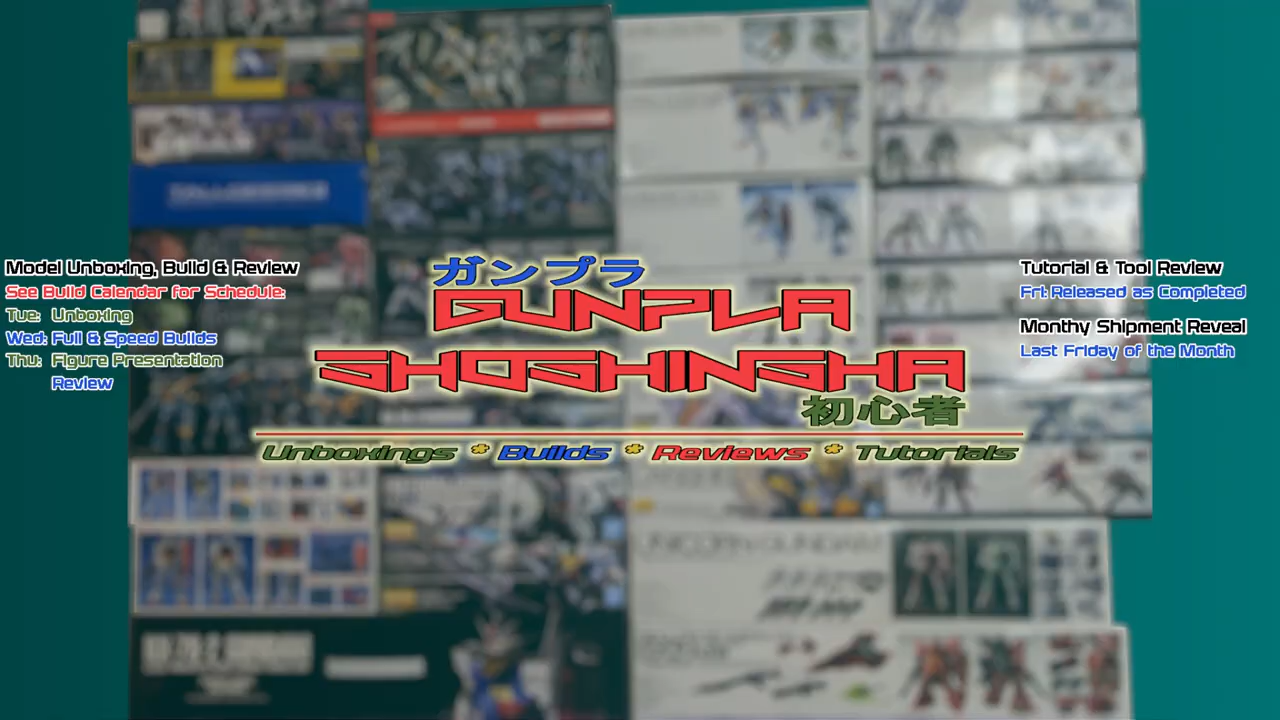 Model Unboxing, Build & Review
See Build Calendar for Schedule:
Tue: Unboxing
Wed: Full & Speed Builds
Thu: Figure Presentation
Review
ガンプラ
GUNPLA
SHOSHINSHA
初心者
Unboxings * Builds * Reviews * Tutorials
Tutorial & Tool Review
Fri: Released as Completed
Monthy Shipment Reveal
Last Friday of the Month
UNICORN GUNDAM